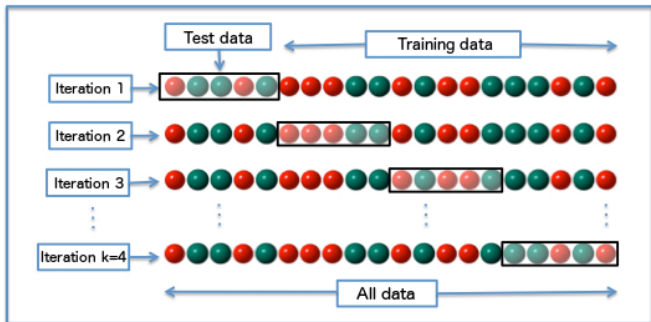 Test data
Training data
Iteration 1
Iteration 2
Iteration 3
Iteration k=4
All data